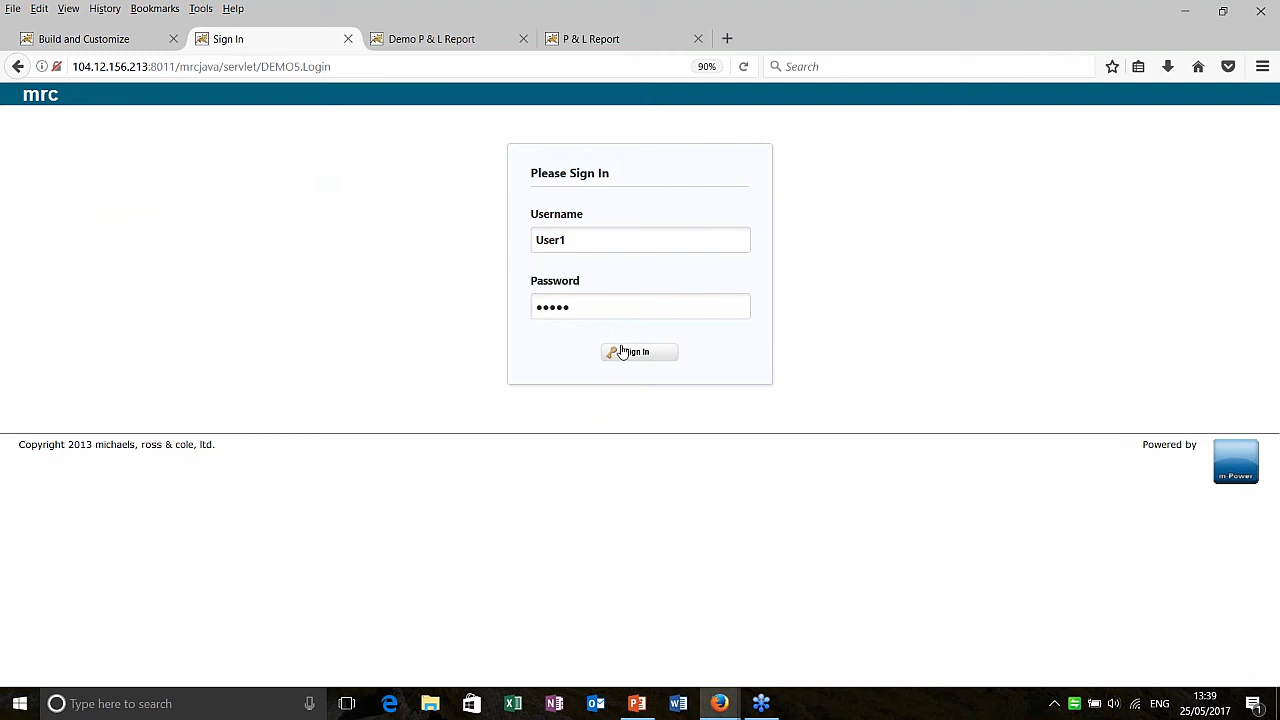 File Edit View History Bookmarks Tools Help
Build and Customize Sign In Demo P & L Report P & L Report
104.12.156.213:8011/mrcjava/servlet/DEMO5.Login 90% Search
mrc
Please Sign In
Username
User1
Password
•••••
ign In
Copyright 2013 michaels, ross & cole, ltd. Powered by
m-Power
Type here to search ENG 13:39
25/05/2017